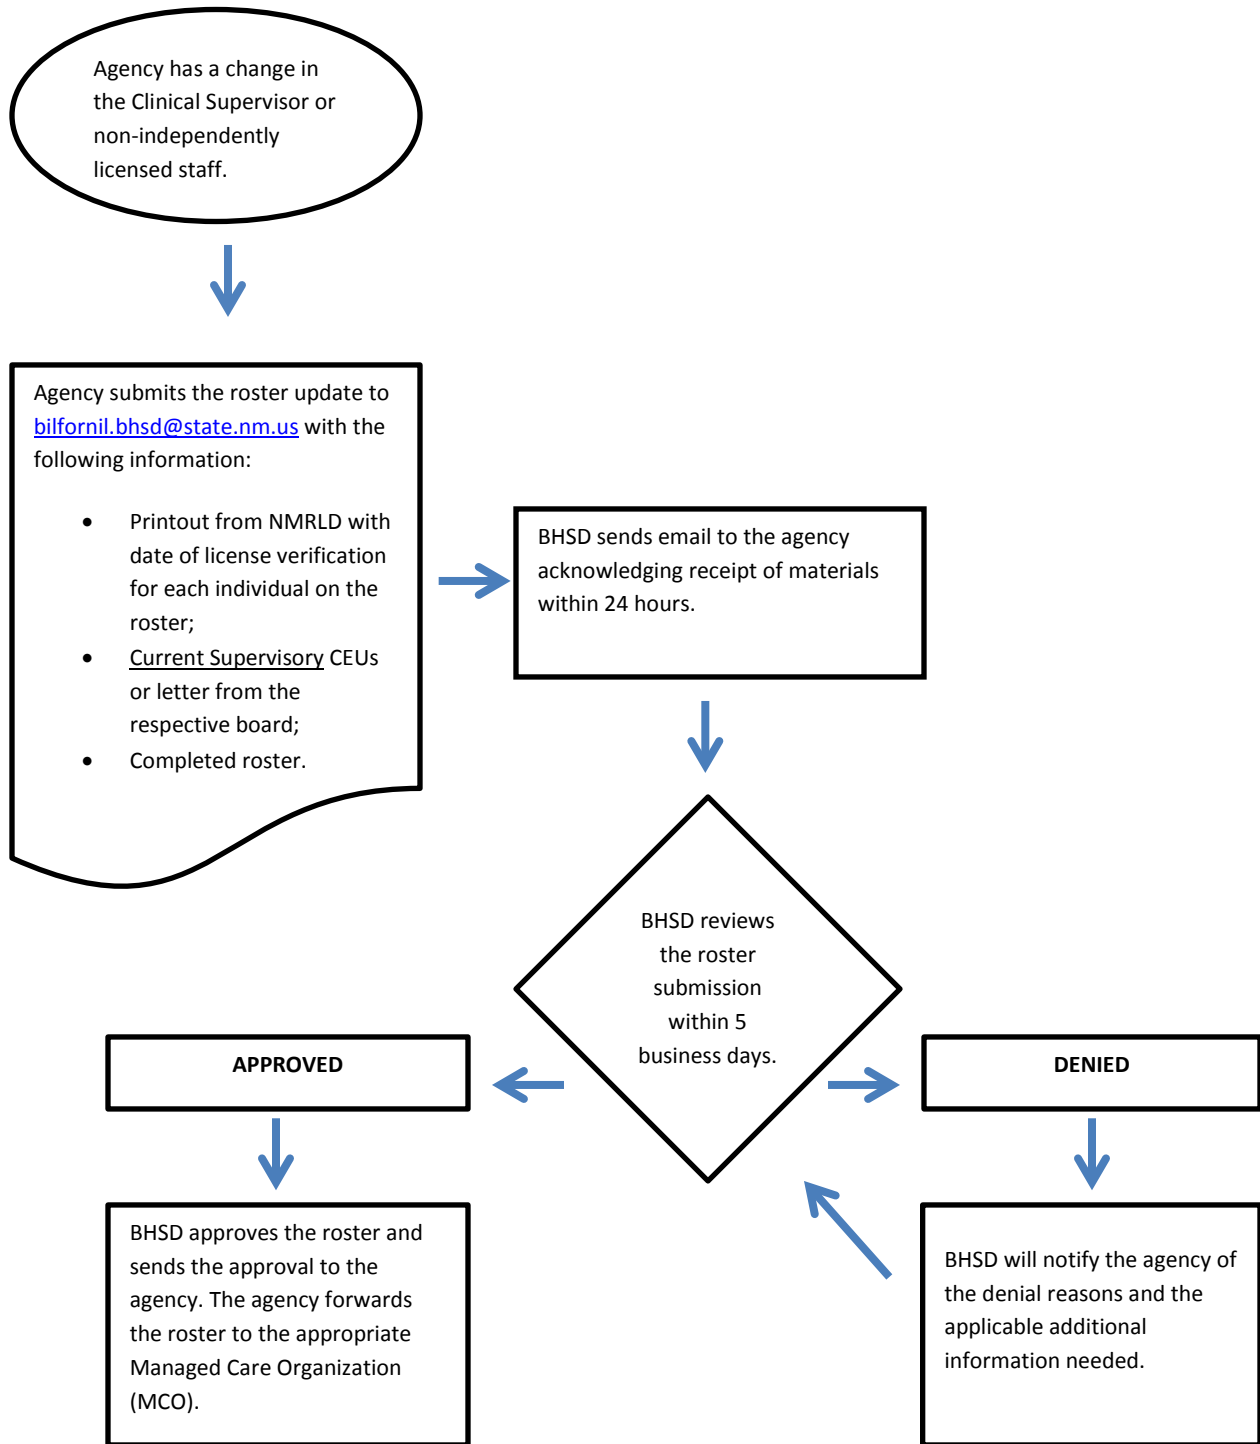 Agency has a change in
the Clinical Supervisor or
non-independently
licensed staff.
Agency submits the roster update to
bilfornil.bhsd@state.nm.us with the
following information:
• Printout from NMRLD with
date of license verification
for each individual on the
roster;
• Current Supervisory CEUs
or letter from the
respective board;
• Completed roster.
BHSD sends email to the agency
acknowledging receipt of materials
within 24 hours.
BHSD reviews
the roster
submission
within 5
business days.
APPROVED
DENIED
BHSD approves the roster and
sends the approval to the
agency. The agency forwards
the roster to the appropriate
Managed Care Organization
(MCO).
BHSD will notify the agency of
the denial reasons and the
applicable additional
information needed.